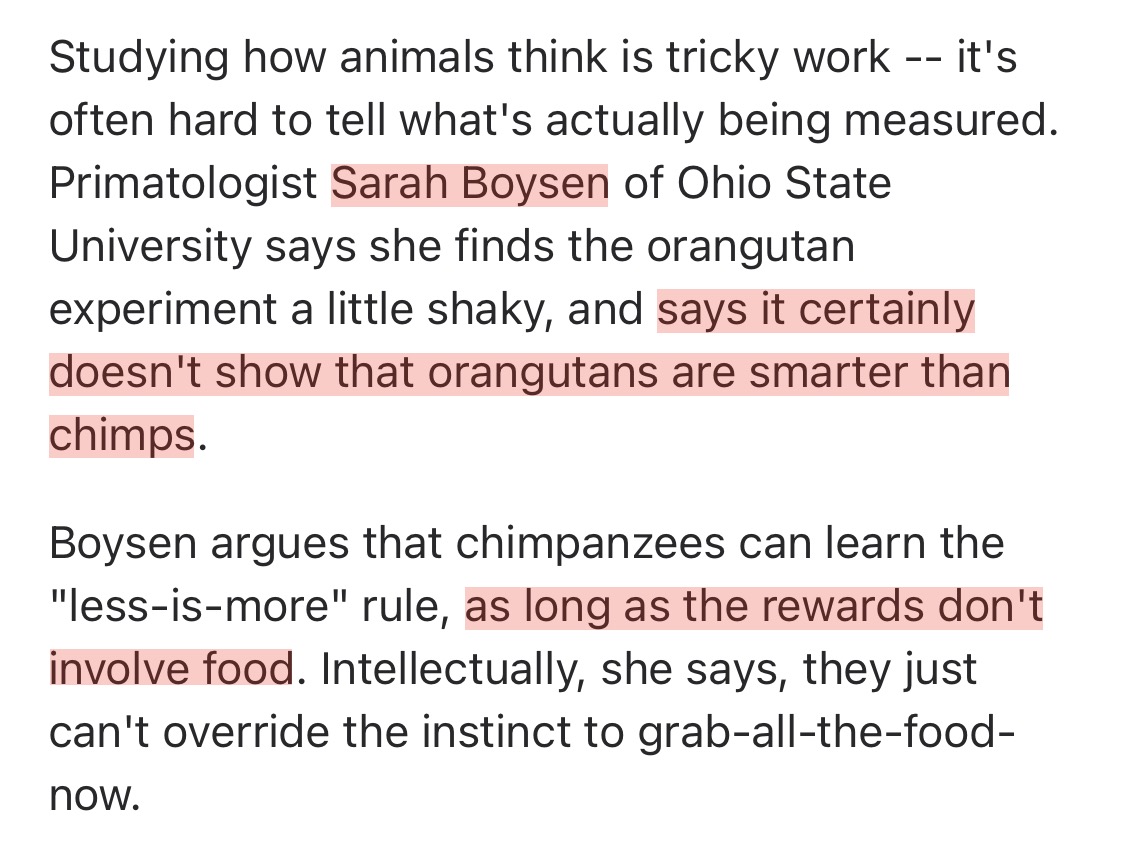 Studying how animals think is tricky work -- it's
often hard to tell what's actually being measured.
Primatologist Sarah Boysen of Ohio State
University says she finds the orangutan
experiment a little shaky, and says it certainly
doesn't show that orangutans are smarter than
chimps.
Boysen argues that chimpanzees can learn the
"less-is-more" rule, as long as the rewards don't
involve food. Intellectually, she says, they just
can't override the instinct to grab-all-the-food-
now.